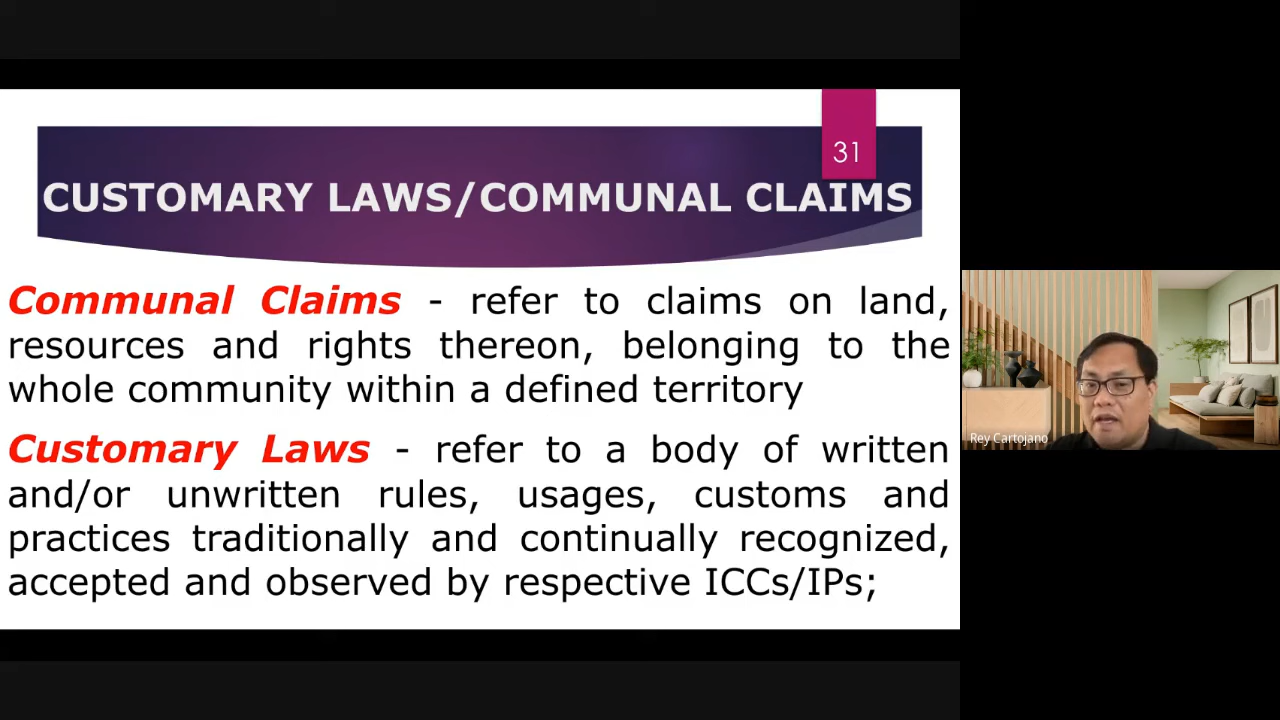 31
CUSTOMARY LAWS/COMMUNAL CLAIMS
Communal Claims - refer to claims on land,
resources and rights thereon, belonging to the
whole community within a defined territory
Customary Laws - refer to a body of written
and/or unwritten rules, usages, customs and
practices traditionally and continually recognized,
accepted and observed by respective ICCs/IPs;
Rey Cartojano